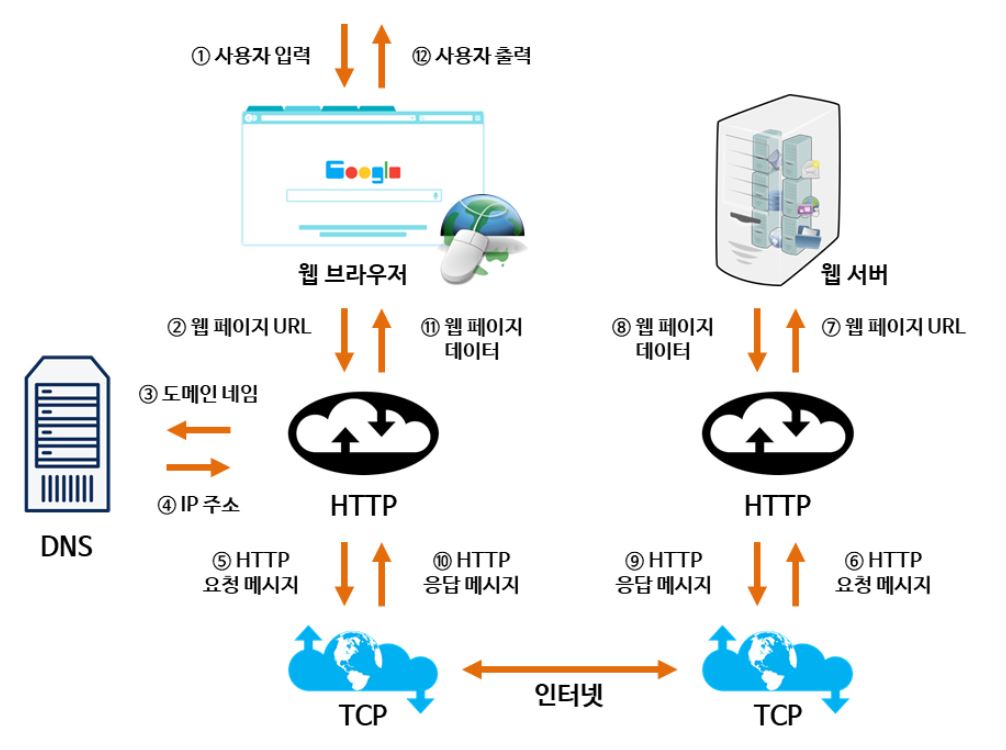 ① 사용자 입력
⑫ 사용자 출력
Google
웹 브라우저
웹 서버
② 웹 페이지 URL
⑪ 웹 페이지
데이터
⑧ 웹 페이지
데이터
⑦ 웹 페이지 URL
③ 도메인 네임
④ IP 주소
DNS
HTTP
HTTP
⑤ HTTP
요청 메시지
⑩ HTTP
응답 메시지
⑨ HTTP
응답 메시지
⑥ HTTP
요청 메시지
인터넷
TCP
TCP